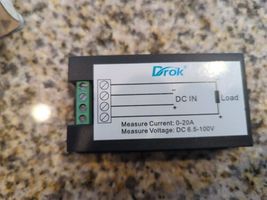 Drok
DC IN
Load
Measure Current: 0-20A
Measure Voltage: DC 6.5-100V